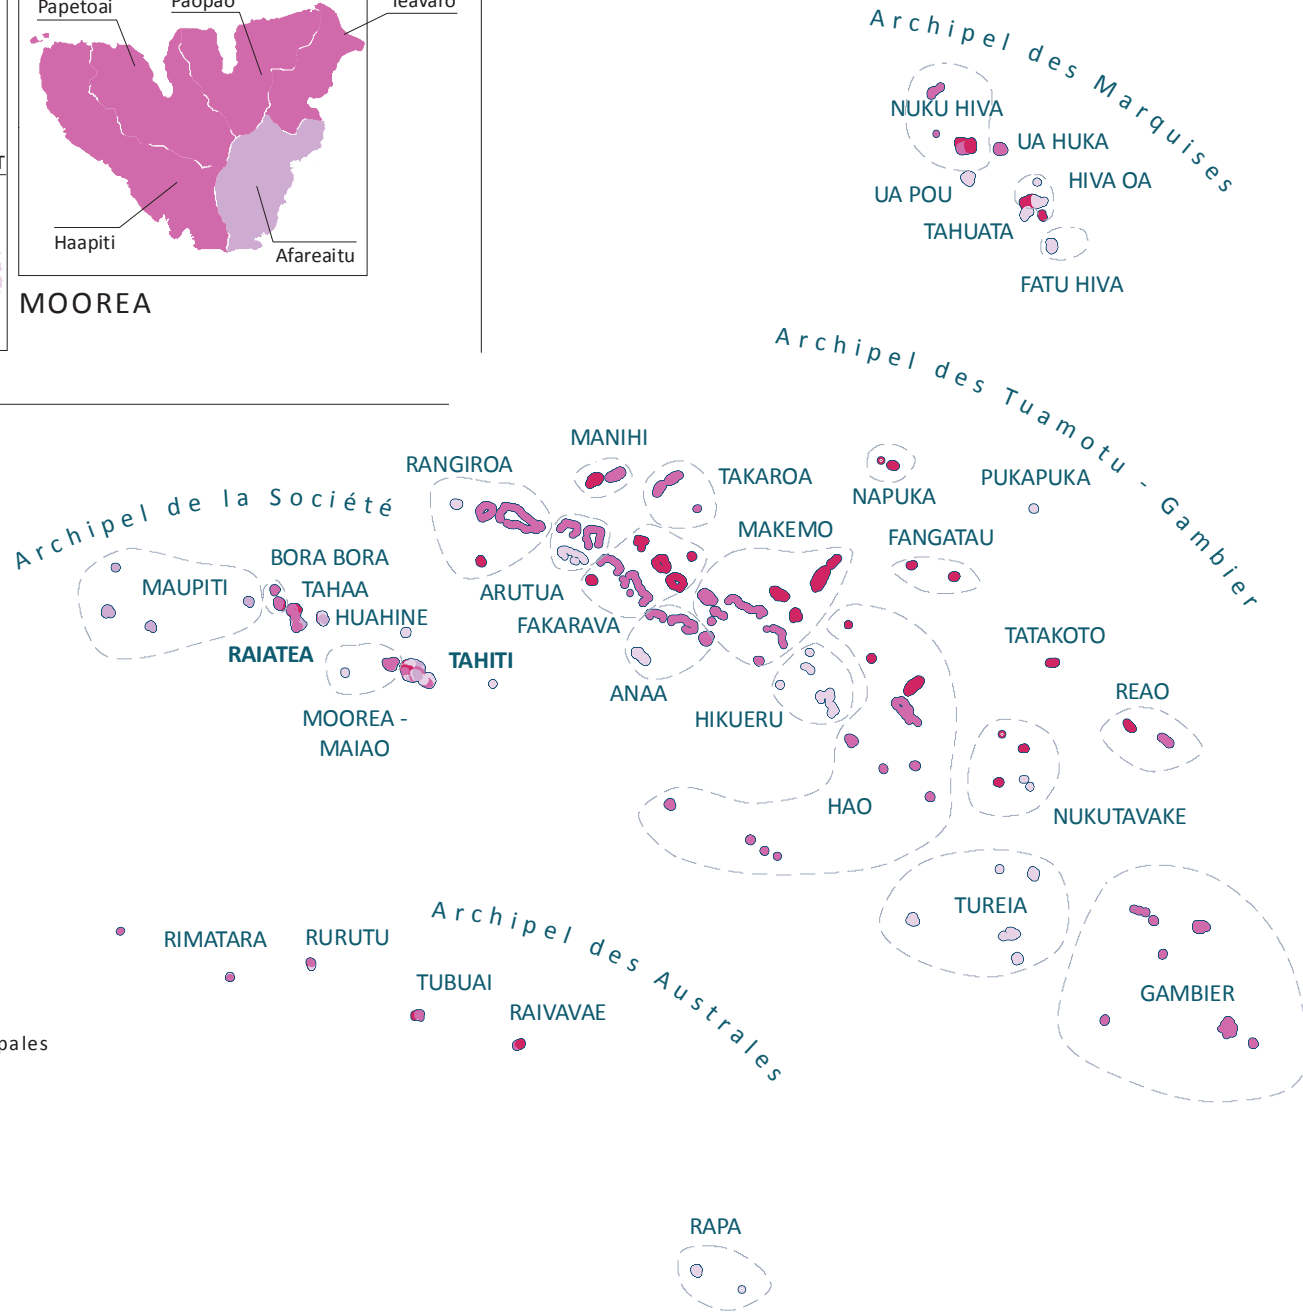 Papetoai
Paopao
Teavaro
Haapiti
Afareaitu
MOOREA
Archipel des Marquises
NUKU HIVA
UA HUKA
HIVA OA
UA POU
TAHUATA
FATU HIVA
Archipel des Tuamotu - Gambier
MANIHI
RANGIROA
TAKAROA
NAPUKA
PUKAPUKA
MAKEMO
FANGATAU
Archipel de la Société
BORA BORA
MAUPITI
TAHAA
HUAHINE
ARUTUA
FAKARAVA
RAIATEA
TAHITI
ANAA
TATAKOTO
REAO
MOOREA -
MAIAO
HIKUERU
HAO
NUKUTAVAKE
TUREIA
GAMBIER
Archipel des Australes
RIMATARA
RURUTU
TUBUAI
RAIVAVAE
pales
RAPA